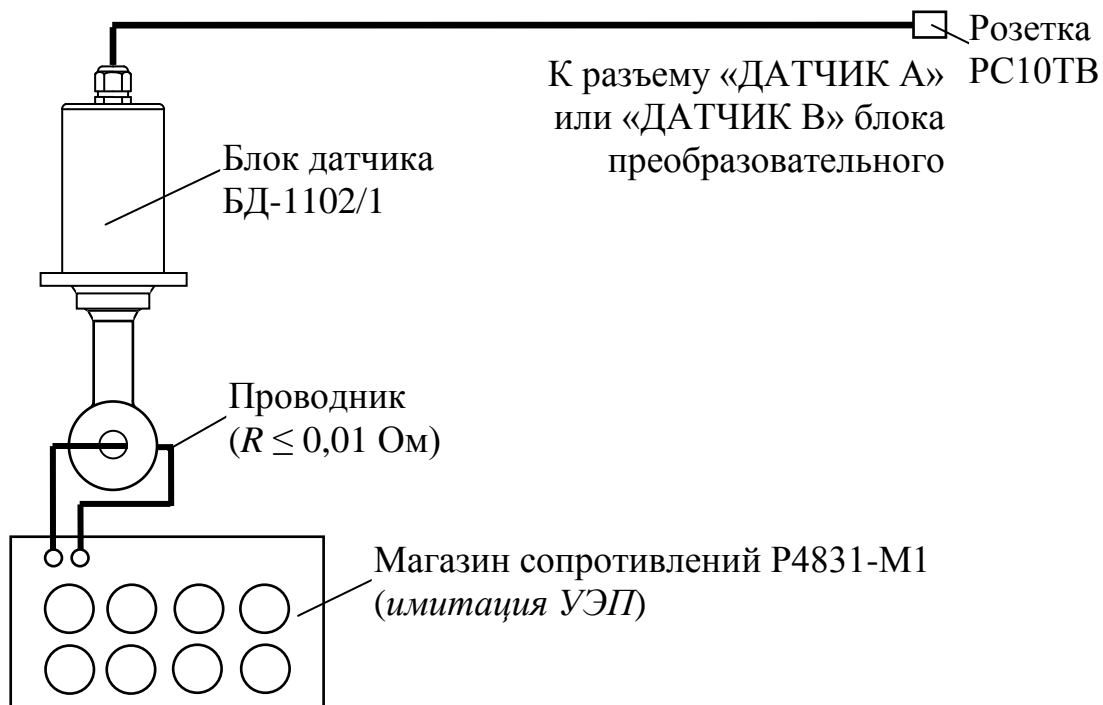 Розетка
РС10ТВ
К разъему «ДАТЧИК А»
или «ДАТЧИК В» блока
преобразовательного
Блок датчика
БД-1102/1
Проводник
(R ≤ 0,01 Ом)
Магазин сопротивлений Р4831-М1
(имитация УЭП)